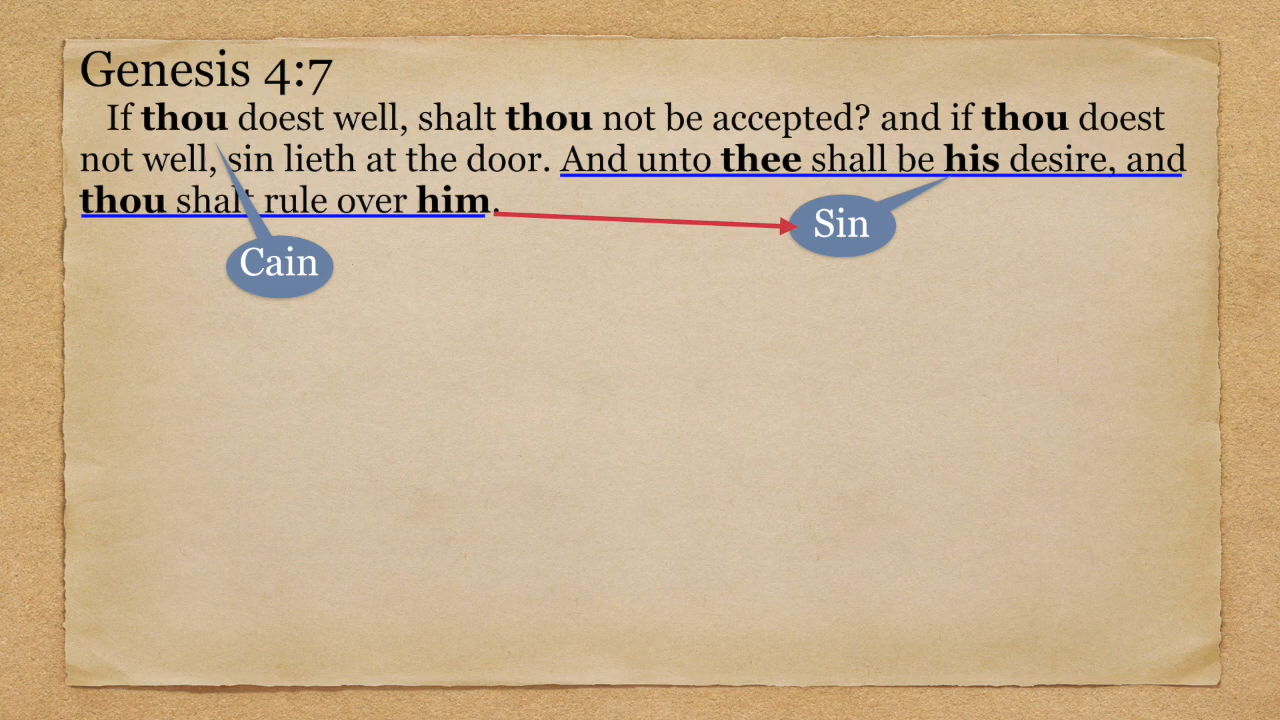 Genesis 4:7
If thou doest well, shalt thou not be accepted? and if thou doest
not well, sin lieth at the door. And unto thee shall be his desire, and
thou shalt rule over him.
Sin
Cain